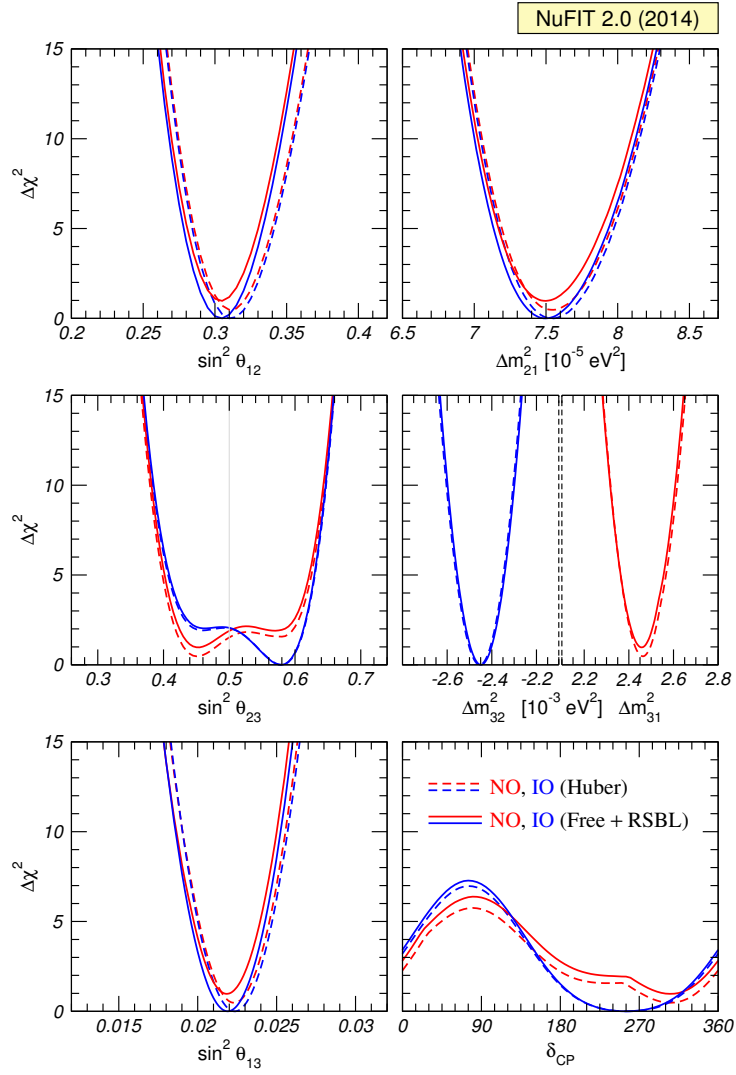 NuFIT 2.0 (2014)
15
10
5
0
Δχ²
0.2 0.25 0.3 0.35 0.4
sin² θ₁₂
6.5 7 7.5 8 8.5
Δm²₂₁ [10⁻⁵ eV²]
15
10
5
0
Δχ²
0.3 0.4 0.5 0.6 0.7
sin² θ₂₃
-2.6 -2.4 -2.2 2.2 2.4 2.6 2.8
Δm²₃₂ [10⁻³ eV²] Δm²₃₁
15
10
5
0
Δχ²
0.015 0.02 0.025 0.03
sin² θ₁₃
NO, IO (Huber)
NO, IO (Free + RSBL)
0 90 180 270 360
δCP